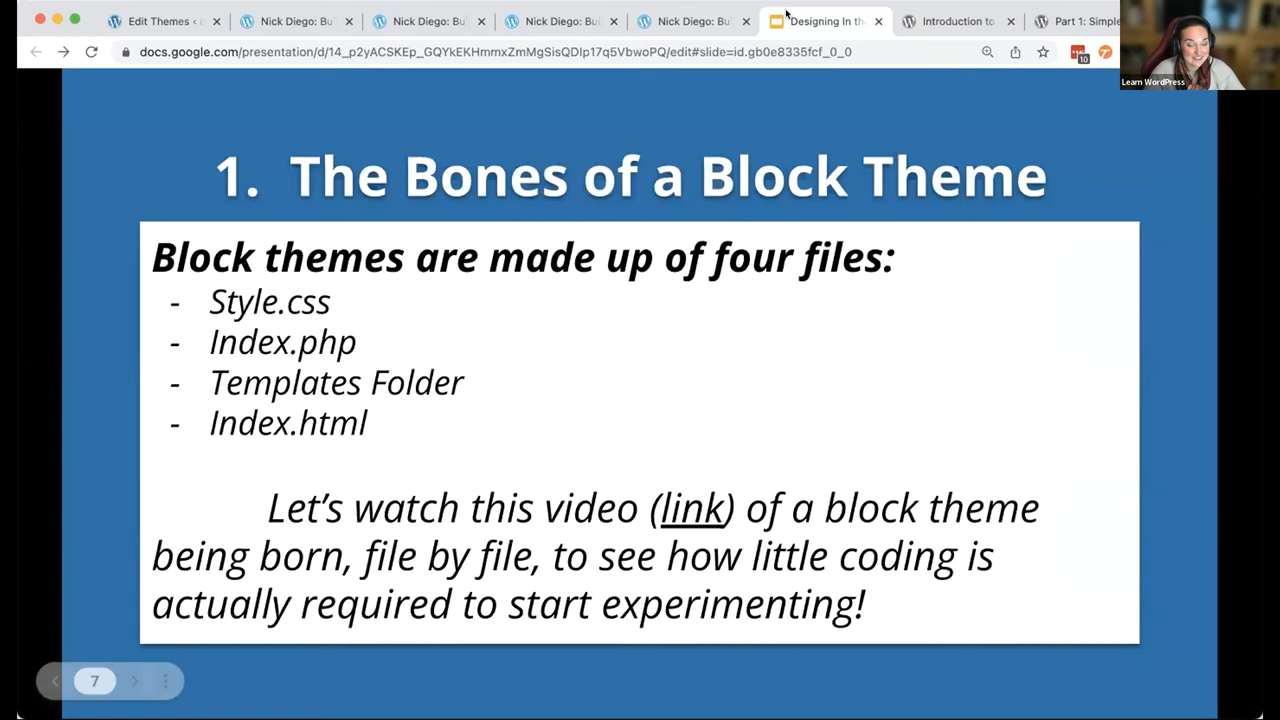 Edit Themes ‹
Nick Diego: Bu
Nick Diego: Bu
Nick Diego: Bui
Nick Diego: Bu
Designing In th
Introduction to
Part 1: Simple
docs.google.com/presentation/d/14_p2yACSKEp_GQYkEKHmrnxZmMgSisQDIp17q5VbwoPQ/edit#slide=id.gb0e8335fcf_0_0
10
Learn WordPress
1. The Bones of a Block Theme
Block themes are made up of four files:
- Style.css
- Index.php
- Templates Folder
- Index.html
Let’s watch this video (link) of a block theme
being born, file by file, to see how little coding is
actually required to start experimenting!
7